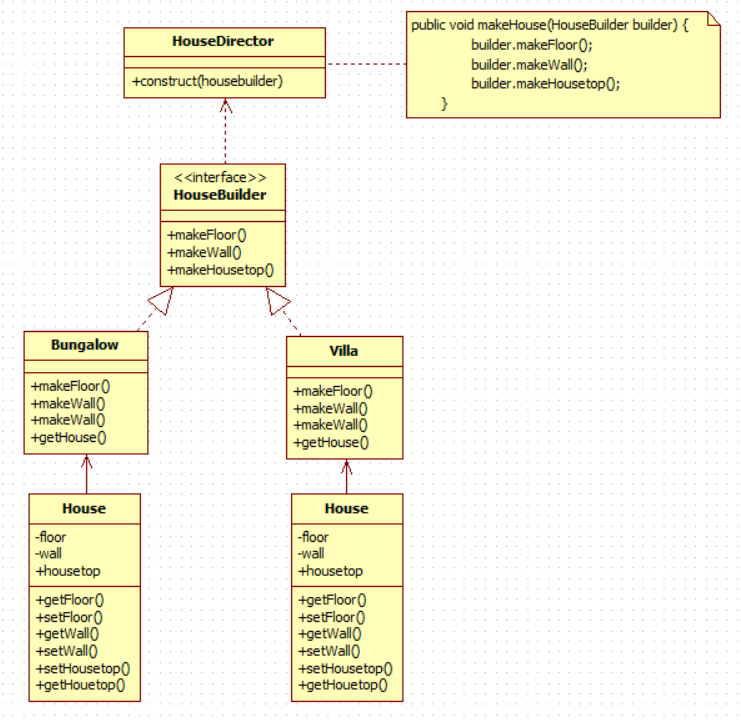 HouseDirector
+construct(housebuilder)
public void makeHouse(HouseBuilder builder) {
builder.makeFloor();
builder.makeWall();
builder.makeHousetop();
}
<<interface>>
HouseBuilder
+makeFloor()
+makeWall()
+makeHousetop()
Bungalow
+makeFloor()
+makeWall()
+makeWall()
+getHouse()
Villa
+makeFloor()
+makeWall()
+makeWall()
+getHouse()
House
-floor
-wall
+housetop
+getFloor()
+setFloor()
+getWall()
+setWall()
+setHousetop()
+getHouetop()
House
-floor
-wall
+housetop
+getFloor()
+setFloor()
+getWall()
+setWall()
+setHousetop()
+getHouetop()